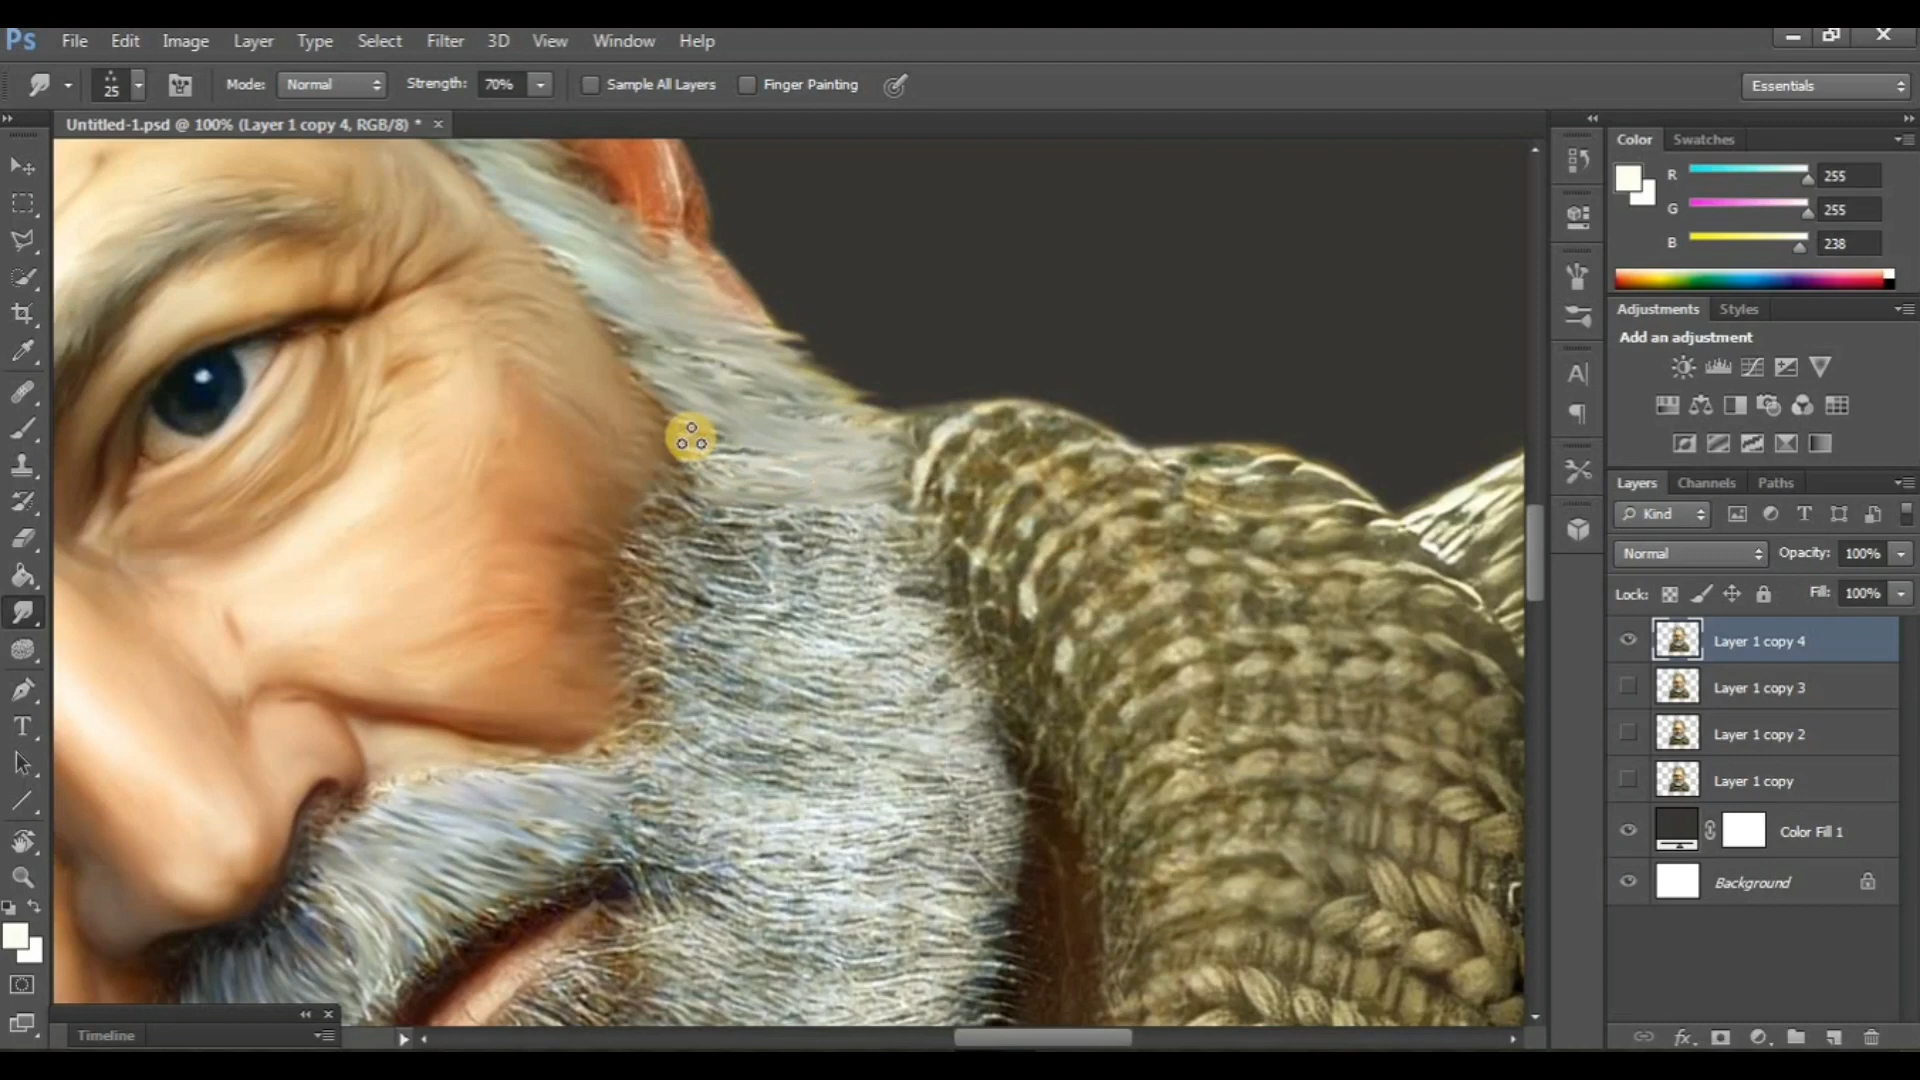 Ps File Edit Image Layer Type Select Filter 3D View Window Help
25 Mode: Normal Strength: 70% Sample All Layers Finger Painting Essentials
Untitled-1.psd @ 100% (Layer 1 copy 4, RGB/8) * ×
Color Swatches
R 255
G 255
B 238
Adjustments Styles
Add an adjustment
Layers Channels Paths
Kind
Normal Opacity: 100%
Lock: Fill: 100%
Layer 1 copy 4
Layer 1 copy 3
Layer 1 copy 2
Layer 1 copy
Color Fill 1
Background
Timeline